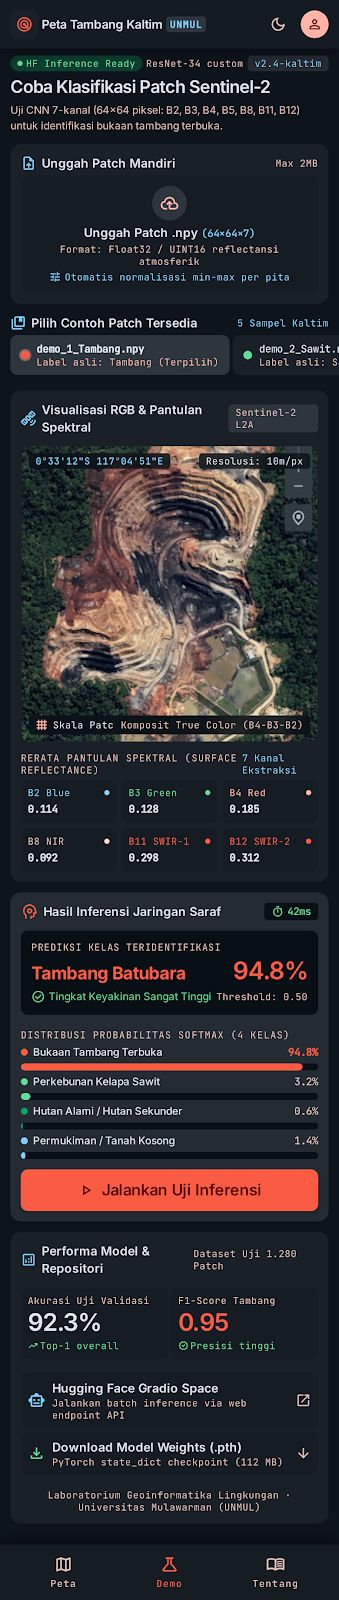 Peta Tambang Kaltim UNMUL
HF Inference Ready ResNet-34 custom v2.4-kaltim
Coba Klasifikasi Patch Sentinel-2
Uji CNN 7-kanal (64×64 piksel: B2, B3, B4, B5, B8, B11, B12)
untuk identifikasi bukaan tambang terbuka.
Unggah Patch Mandiri Max 2MB
Unggah Patch .npy (64×64×7)
Format: Float32 / UINT16 reflectansi
atmosferik
Otomatis normalisasi min-max per pita
Pilih Contoh Patch Tersedia 5 Sampel Kaltim
demo_1_Tambang.npy
Label asli: Tambang (Terpilih)
demo_2_Sawit.n
Label asli: S
Visualisasi RGB & Pantulan
Spektral
Sentinel-2
L2A
0°33'12"S 117°04'51"E Resolusi: 10m/px
Skala Patc Komposit True Color (B4-B3-B2)
RERATA PANTULAN SPEKTRAL (SURFACE
REFLECTANCE)
7 Kanal
Ekstraksi
B2 Blue
0.114
B3 Green
0.128
B4 Red
0.185
B8 NIR
0.092
B11 SWIR-1
0.298
B12 SWIR-2
0.312
Hasil Inferensi Jaringan Saraf 42ms
PREDIKSI KELAS TERIDENTIFIKASI
Tambang Batubara 94.8%
Tingkat Keyakinan Sangat Tinggi Threshold: 0.50
DISTRIBUSI PROBABILITAS SOFTMAX (4 KELAS)
Bukaan Tambang Terbuka 94.8%
Perkebunan Kelapa Sawit 3.2%
Hutan Alami / Hutan Sekunder 0.6%
Permukiman / Tanah Kosong 1.4%
Jalankan Uji Inferensi
Performa Model &
Repositori
Dataset Uji 1.280
Patch
Akurasi Uji Validasi
92.3%
Top-1 overall
F1-Score Tambang
0.95
Presisi tinggi
Hugging Face Gradio Space
Jalankan batch inference via web
endpoint API
Download Model Weights (.pth)
PyTorch state_dict checkpoint (112 MB)
Laboratorium Geoinformatika Lingkungan ·
Universitas Mulawarman (UNMUL)
Peta Demo Tentang